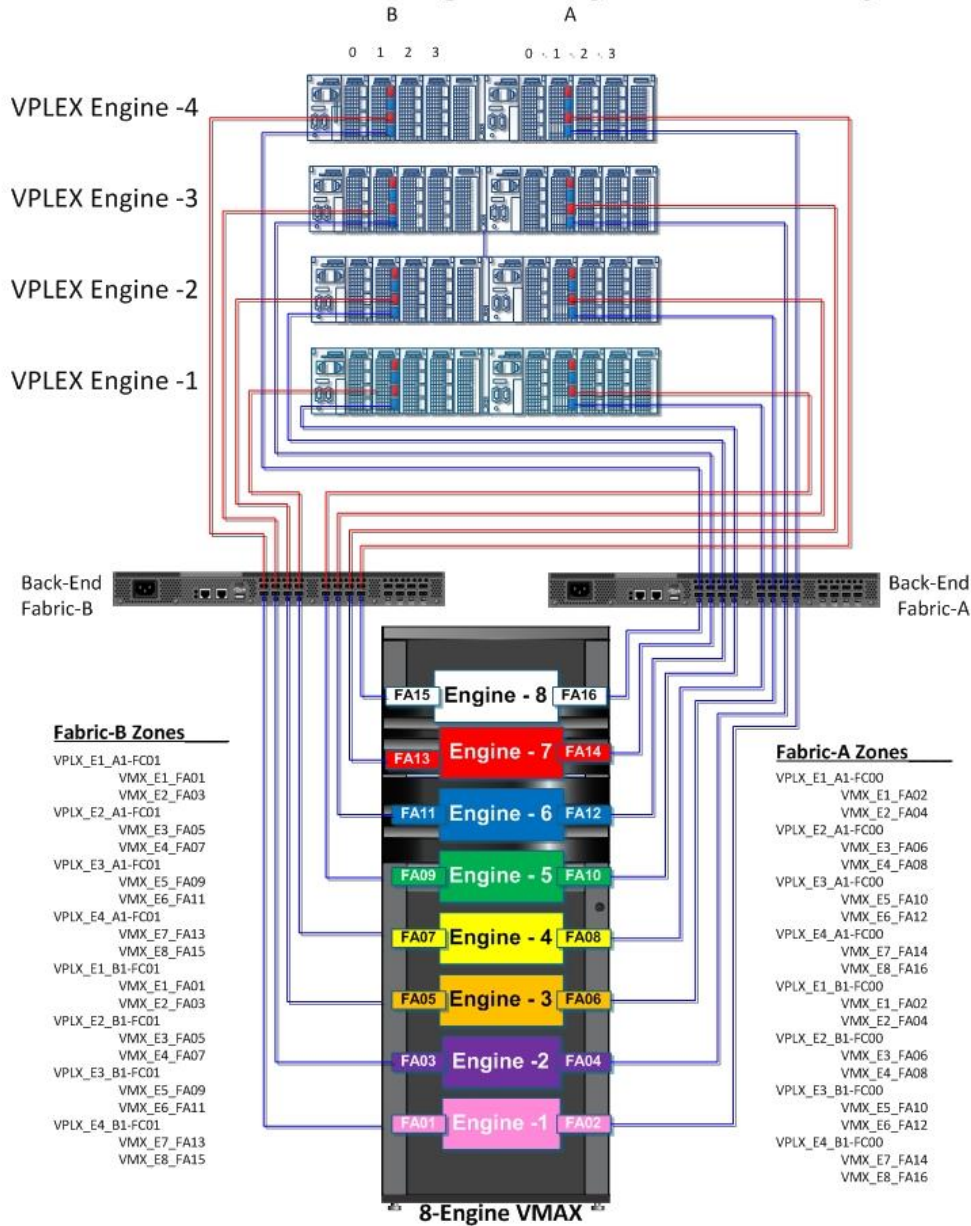 B A
0 1 2 3 0 1 2 3
VPLEX Engine -4
VPLEX Engine -3
VPLEX Engine -2
VPLEX Engine -1
Back-End
Fabric-B
Back-End
Fabric-A
FA15 Engine - 8 FA16
FA13 Engine - 7 FA14
FA11 Engine - 6 FA12
FA09 Engine - 5 FA10
FA07 Engine - 4 FA08
FA05 Engine - 3 FA06
FA03 Engine -2 FA04
FA01 Engine -1 FA02
8-Engine VMAX
Fabric-B Zones
VPLX_E1_A1-FC01
VMX_E1_FA01
VMX_E2_FA03
VPLX_E2_A1-FC01
VMX_E3_FA05
VMX_E4_FA07
VPLX_E3_A1-FC01
VMX_E5_FA09
VMX_E6_FA11
VPLX_E4_A1-FC01
VMX_E7_FA13
VMX_E8_FA15
VPLX_E1_B1-FC01
VMX_E1_FA01
VMX_E2_FA03
VPLX_E2_B1-FC01
VMX_E3_FA05
VMX_E4_FA07
VPLX_E3_B1-FC01
VMX_E5_FA09
VMX_E6_FA11
VPLX_E4_B1-FC01
VMX_E7_FA13
VMX_E8_FA15
Fabric-A Zones
VPLX_E1_A1-FC00
VMX_E1_FA02
VMX_E2_FA04
VPLX_E2_A1-FC00
VMX_E3_FA06
VMX_E4_FA08
VPLX_E3_A1-FC00
VMX_E5_FA10
VMX_E6_FA12
VPLX_E4_A1-FC00
VMX_E7_FA14
VMX_E8_FA16
VPLX_E1_B1-FC00
VMX_E1_FA02
VMX_E2_FA04
VPLX_E2_B1-FC00
VMX_E3_FA06
VMX_E4_FA08
VPLX_E3_B1-FC00
VMX_E5_FA10
VMX_E6_FA12
VPLX_E4_B1-FC00
VMX_E7_FA14
VMX_E8_FA16